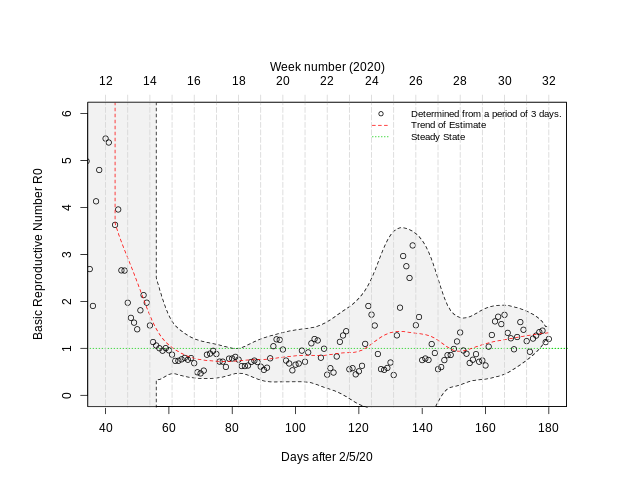 Week number (2020)
12 14 16 18 20 22 24 26 28 30 32
Determined from a period of 3 days.
Trend of Estimate
Steady State
6
5
4
3
2
1
0
Basic Reproductive Number R0
40 60 80 100 120 140 160 180
Days after 2/5/20